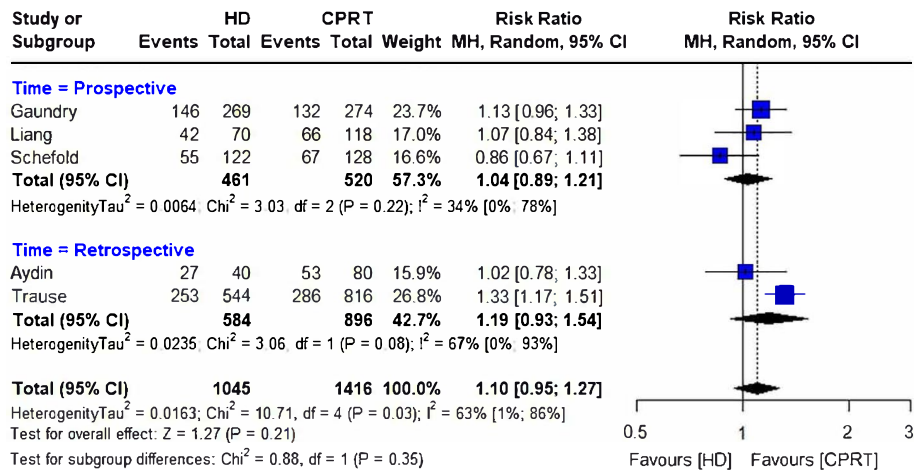 Study or HD CPRT Risk Ratio Risk Ratio
Subgroup Events Total Events Total Weight MH, Random, 95% CI MH, Random, 95% CI
Time = Prospective
Gaundry 146 269 132 274 23.7% 1.13 [0.96; 1.33]
Liang 42 70 66 118 17.0% 1.07 [0.84; 1.38]
Schefold 55 122 67 128 16.6% 0.86 [0.67; 1.11]
Total (95% CI) 461 520 57.3% 1.04 [0.89; 1.21]
HeterogenityTau² = 0.0064; Chi² = 3.03, df = 2 (P = 0.22); I² = 34% [0%; 78%]
Time = Retrospective
Aydin 27 40 53 80 15.9% 1.02 [0.78; 1.33]
Trause 253 544 286 816 26.8% 1.33 [1.17; 1.51]
Total (95% CI) 584 896 42.7% 1.19 [0.93; 1.54]
HeterogenityTau² = 0.0235; Chi² = 3.06, df = 1 (P = 0.08); I² = 67% [0%; 93%]
Total (95% CI) 1045 1416 100.0% 1.10 [0.95; 1.27]
HeterogenityTau² = 0.0163; Chi² = 10.71, df = 4 (P = 0.03); I² = 63% [1%; 86%]
Test for overall effect: Z = 1.27 (P = 0.21)
0.5 1 2 3
Test for subgroup differences: Chi² = 0.88, df = 1 (P = 0.35)
Favours [HD] Favours [CPRT]